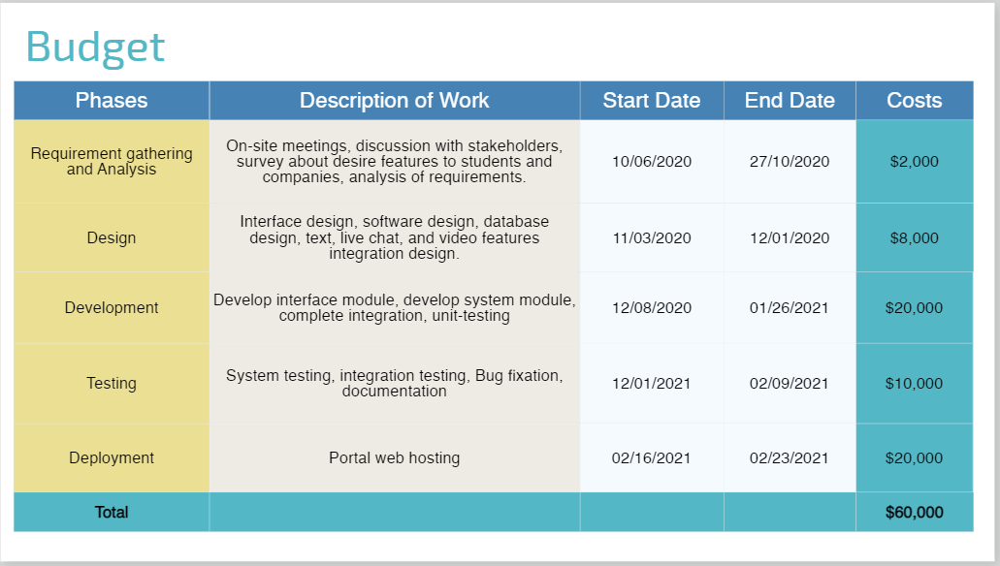 Budget
Phases Description of Work Start Date End Date Costs
Requirement gathering
and Analysis
On-site meetings, discussion with stakeholders,
survey about desire features to students and
companies, analysis of requirements.
10/06/2020 27/10/2020 $2,000
Design
Interface design, software design, database
design, text, live chat, and video features
integration design.
11/03/2020 12/01/2020 $8,000
Development
Develop interface module, develop system module,
complete integration, unit-testing
12/08/2020 01/26/2021 $20,000
Testing
System testing, integration testing, Bug fixation,
documentation
12/01/2021 02/09/2021 $10,000
Deployment Portal web hosting 02/16/2021 02/23/2021 $20,000
Total $60,000